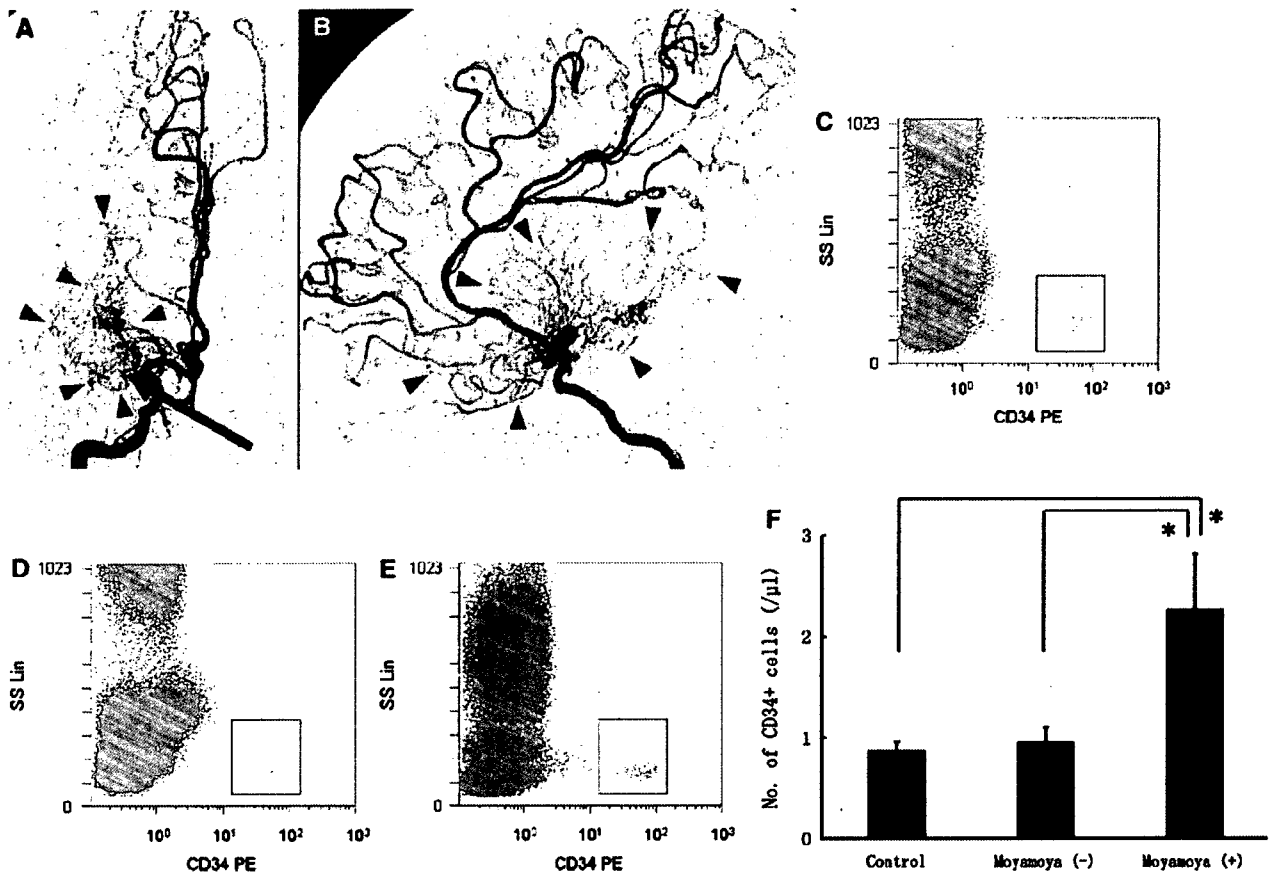 A
B
C
1023
SS Lin
0
10⁰ 10¹ 10² 10³
CD34 PE
D
1023
SS Lin
0
10⁰ 10¹ 10² 10³
CD34 PE
E
1023
SS Lin
0
10⁰ 10¹ 10² 10³
CD34 PE
F
No. of CD34+ cells (/μl)
3
2
1
0
* *
Control Moyamoya (-) Moyamoya (+)